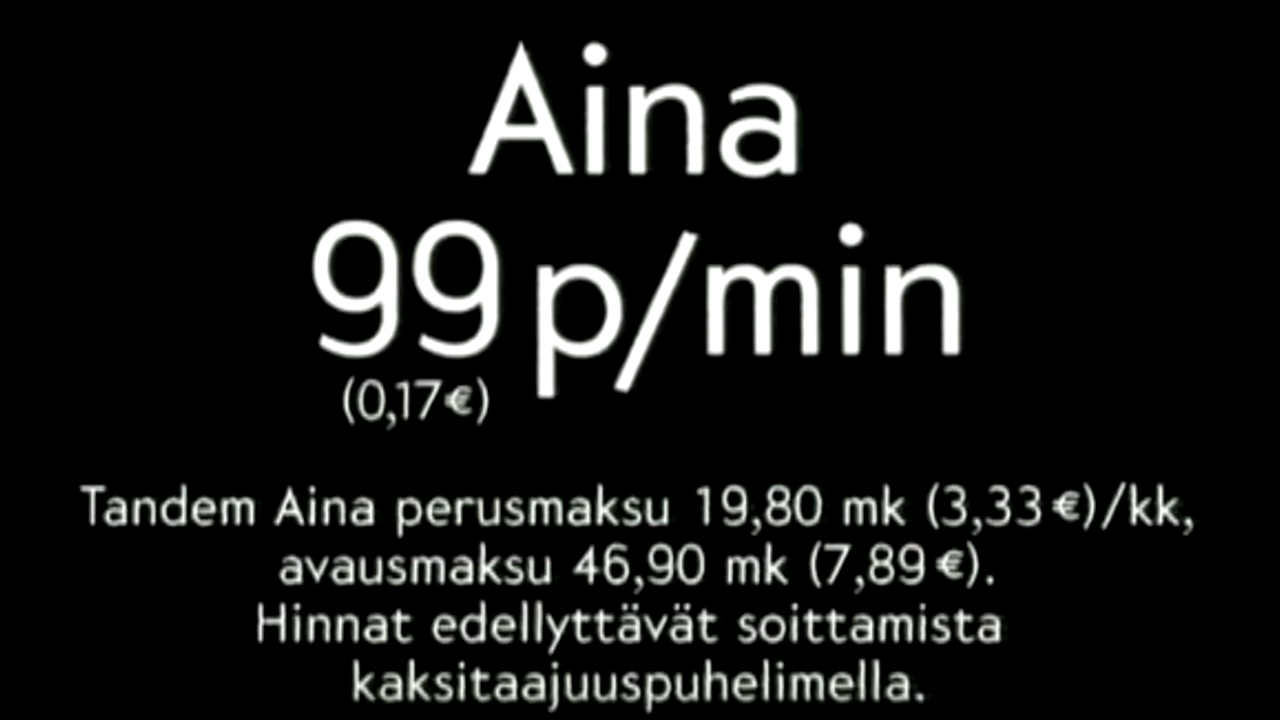 Aina
99 p/min
(0,17€)
Tandem Aina perusmaksu 19,80 mk (3,33€)/kk,
avausmaksu 46,90 mk (7,89€).
Hinnat edellyttävät soittamista
kaksitaajuuspuhelimella.